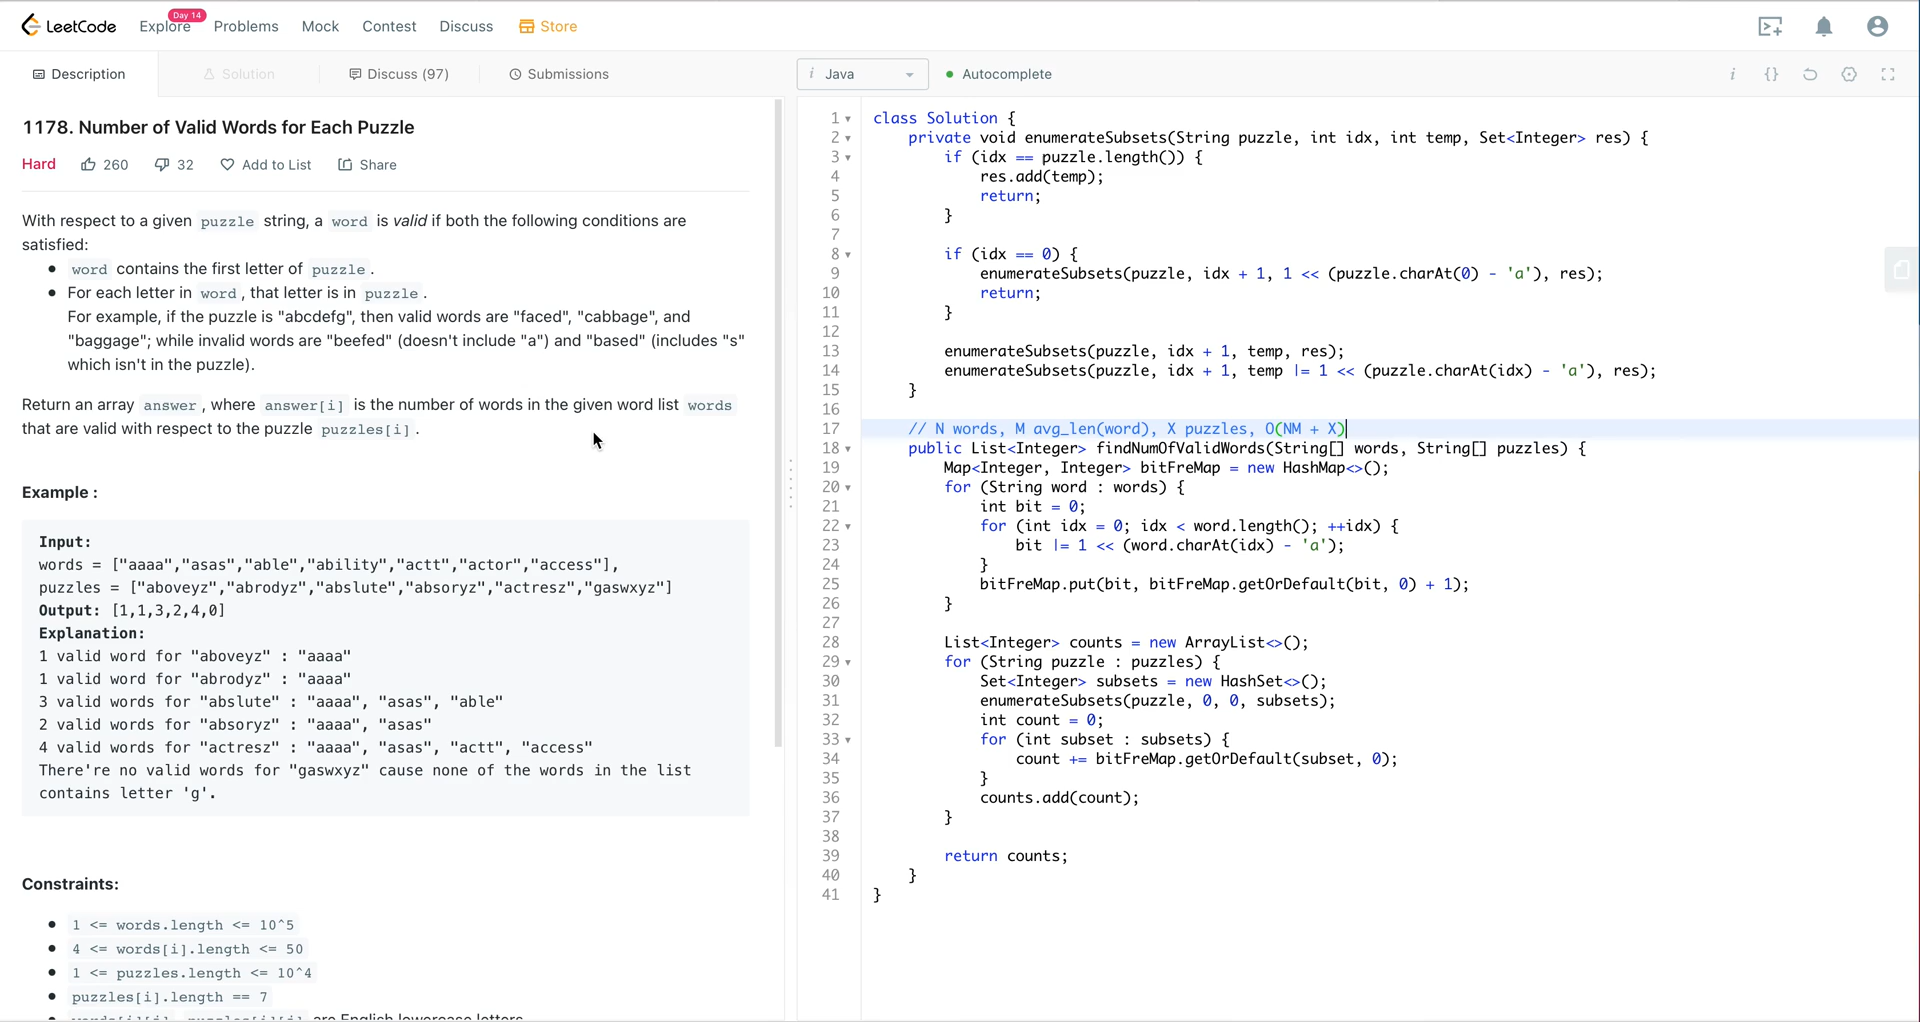 LeetCode Explore Day 14 Problems Mock Contest Discuss Store
Description Solution Discuss (97) Submissions
1178. Number of Valid Words for Each Puzzle
Hard 260 32 Add to List Share
With respect to a given puzzle string, a word is valid if both the following conditions are
satisfied:
• word contains the first letter of puzzle.
• For each letter in word, that letter is in puzzle.
For example, if the puzzle is "abcdefg", then valid words are "faced", "cabbage", and
"baggage"; while invalid words are "beefed" (doesn't include "a") and "based" (includes "s"
which isn't in the puzzle).
Return an array answer, where answer[i] is the number of words in the given word list words
that are valid with respect to the puzzle puzzles[i].
Example :
Input:
words = ["aaaa","asas","able","ability","actt","actor","access"],
puzzles = ["aboveyz","abrodyz","abslute","absoryz","actresz","gaswxyz"]
Output: [1,1,3,2,4,0]
Explanation:
1 valid word for "aboveyz" : "aaaa"
1 valid word for "abrodyz" : "aaaa"
3 valid words for "abslute" : "aaaa", "asas", "able"
2 valid words for "absoryz" : "aaaa", "asas"
4 valid words for "actresz" : "aaaa", "asas", "actt", "access"
There're no valid words for "gaswxyz" cause none of the words in the list
contains letter 'g'.
Constraints:
• 1 <= words.length <= 10^5
• 4 <= words[i].length <= 50
• 1 <= puzzles.length <= 10^4
• puzzles[i].length == 7
• words[i][j], puzzles[i][j] are English lowercase letters.
i Java Autocomplete i {}
1 class Solution {
2 private void enumerateSubsets(String puzzle, int idx, int temp, Set<Integer> res) {
3 if (idx == puzzle.length()) {
4 res.add(temp);
5 return;
6 }
7
8 if (idx == 0) {
9 enumerateSubsets(puzzle, idx + 1, 1 << (puzzle.charAt(0) - 'a'), res);
10 return;
11 }
12
13 enumerateSubsets(puzzle, idx + 1, temp, res);
14 enumerateSubsets(puzzle, idx + 1, temp |= 1 << (puzzle.charAt(idx) - 'a'), res);
15 }
16
17 // N words, M avg_len(word), X puzzles, O(NM + X)
18 public List<Integer> findNumOfValidWords(String[] words, String[] puzzles) {
19 Map<Integer, Integer> bitFreMap = new HashMap<>();
20 for (String word : words) {
21 int bit = 0;
22 for (int idx = 0; idx < word.length(); ++idx) {
23 bit |= 1 << (word.charAt(idx) - 'a');
24 }
25 bitFreMap.put(bit, bitFreMap.getOrDefault(bit, 0) + 1);
26 }
27
28 List<Integer> counts = new ArrayList<>();
29 for (String puzzle : puzzles) {
30 Set<Integer> subsets = new HashSet<>();
31 enumerateSubsets(puzzle, 0, 0, subsets);
32 int count = 0;
33 for (int subset : subsets) {
34 count += bitFreMap.getOrDefault(subset, 0);
35 }
36 counts.add(count);
37 }
38
39 return counts;
40 }
41 }